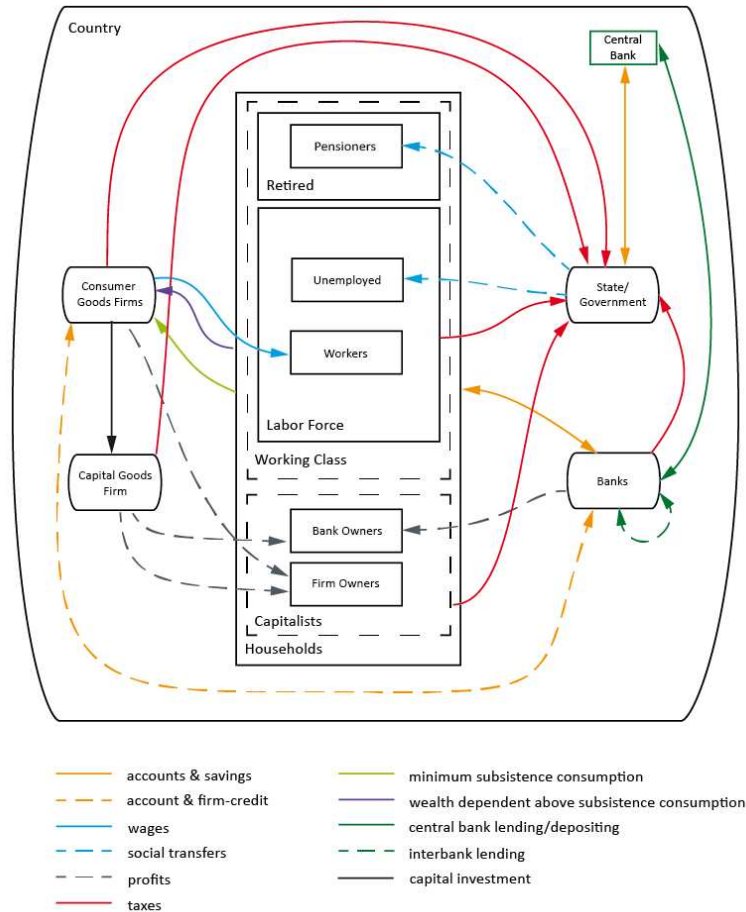 Country
Central
Bank
Pensioners
Retired
Consumer
Goods Firms
Unemployed
State/
Government
Workers
Labor Force
Working Class
Capital Goods
Firm
Banks
Bank Owners
Firm Owners
Capitalists
Households
accounts & savings
account & firm-credit
wages
social transfers
profits
taxes
minimum subsistence consumption
wealth dependent above subsistence consumption
central bank lending/depositing
interbank lending
capital investment